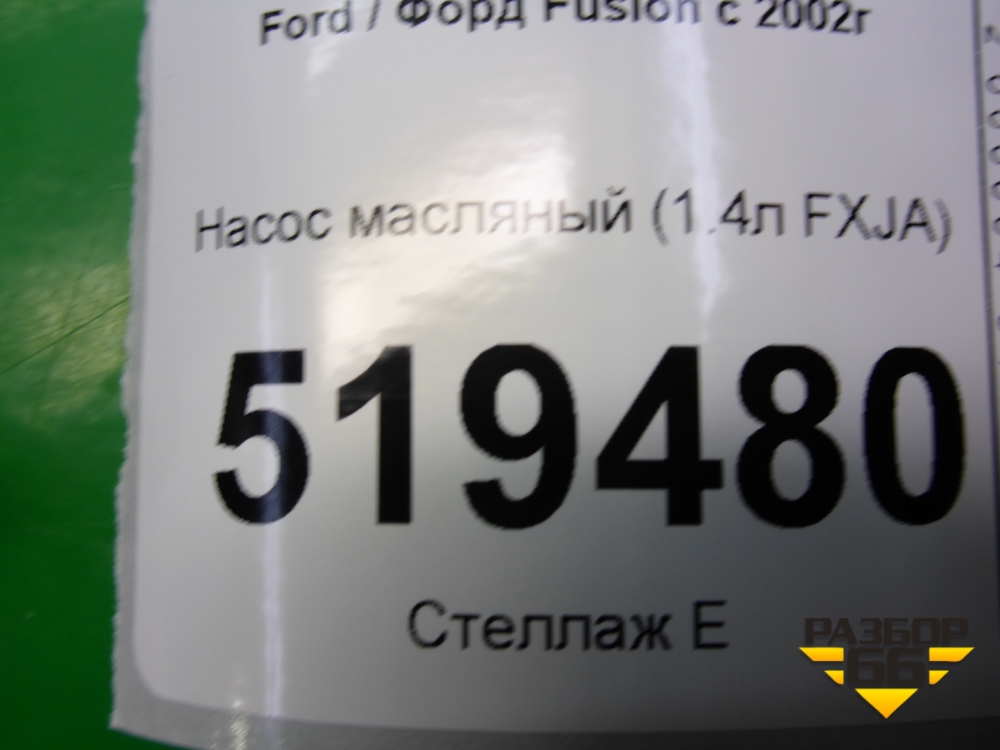 Ford / Форд Fusion с 2002г
Насос масляный (1.4л FXJA)
519480
Стеллаж E
РАЗБОР
66